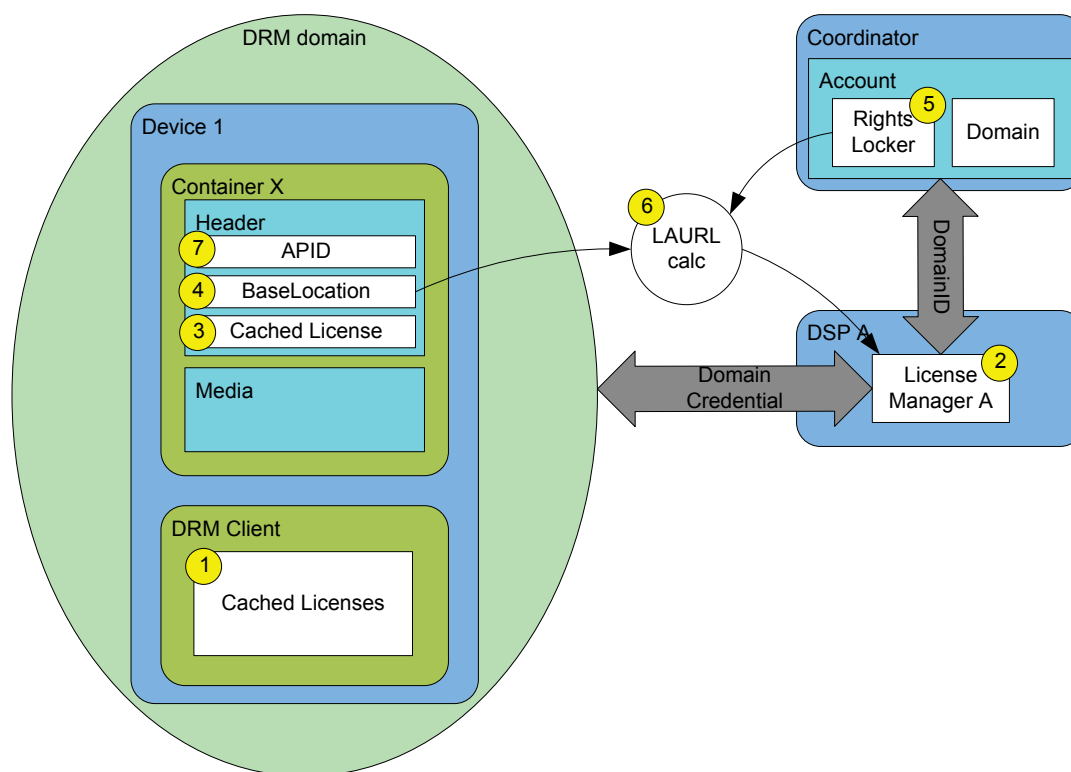 DRM domain
Device 1
Container X
Header
7
APID
4
BaseLocation
3
Cached License
Media
DRM Client
1
Cached Licenses
6
LAURL
calc
Coordinator
Account
Rights
Locker
5
Domain
DomainID
DSP A
License
Manager A
2
Domain
Credential